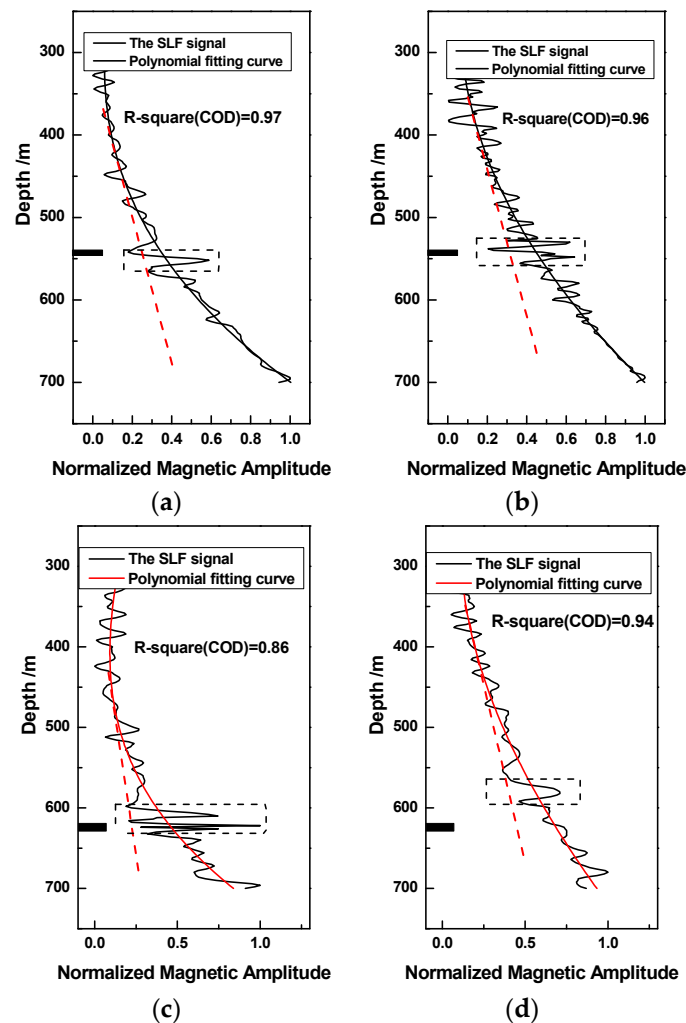 300
400
500
600
700
Depth /m
The SLF signal
Polynomial fitting curve
R-square(COD)=0.97
0.0 0.2 0.4 0.6 0.8 1.0
Normalized Magnetic Amplitude
(a)
300
400
500
600
700
Depth /m
The SLF signal
Polynomial fitting curve
R-square(COD)=0.96
0.0 0.2 0.4 0.6 0.8 1.0
Normalized Magnetic Amplitude
(b)
300
400
500
600
700
Depth /m
The SLF signal
Polynomial fitting curve
R-square(COD)=0.86
0.0 0.5 1.0
Normalized Magnetic Amplitude
(c)
300
400
500
600
700
Depth /m
The SLF signal
Polynomial fitting curve
R-square(COD)=0.94
0.0 0.5 1.0
Normalized Magnetic Amplitude
(d)